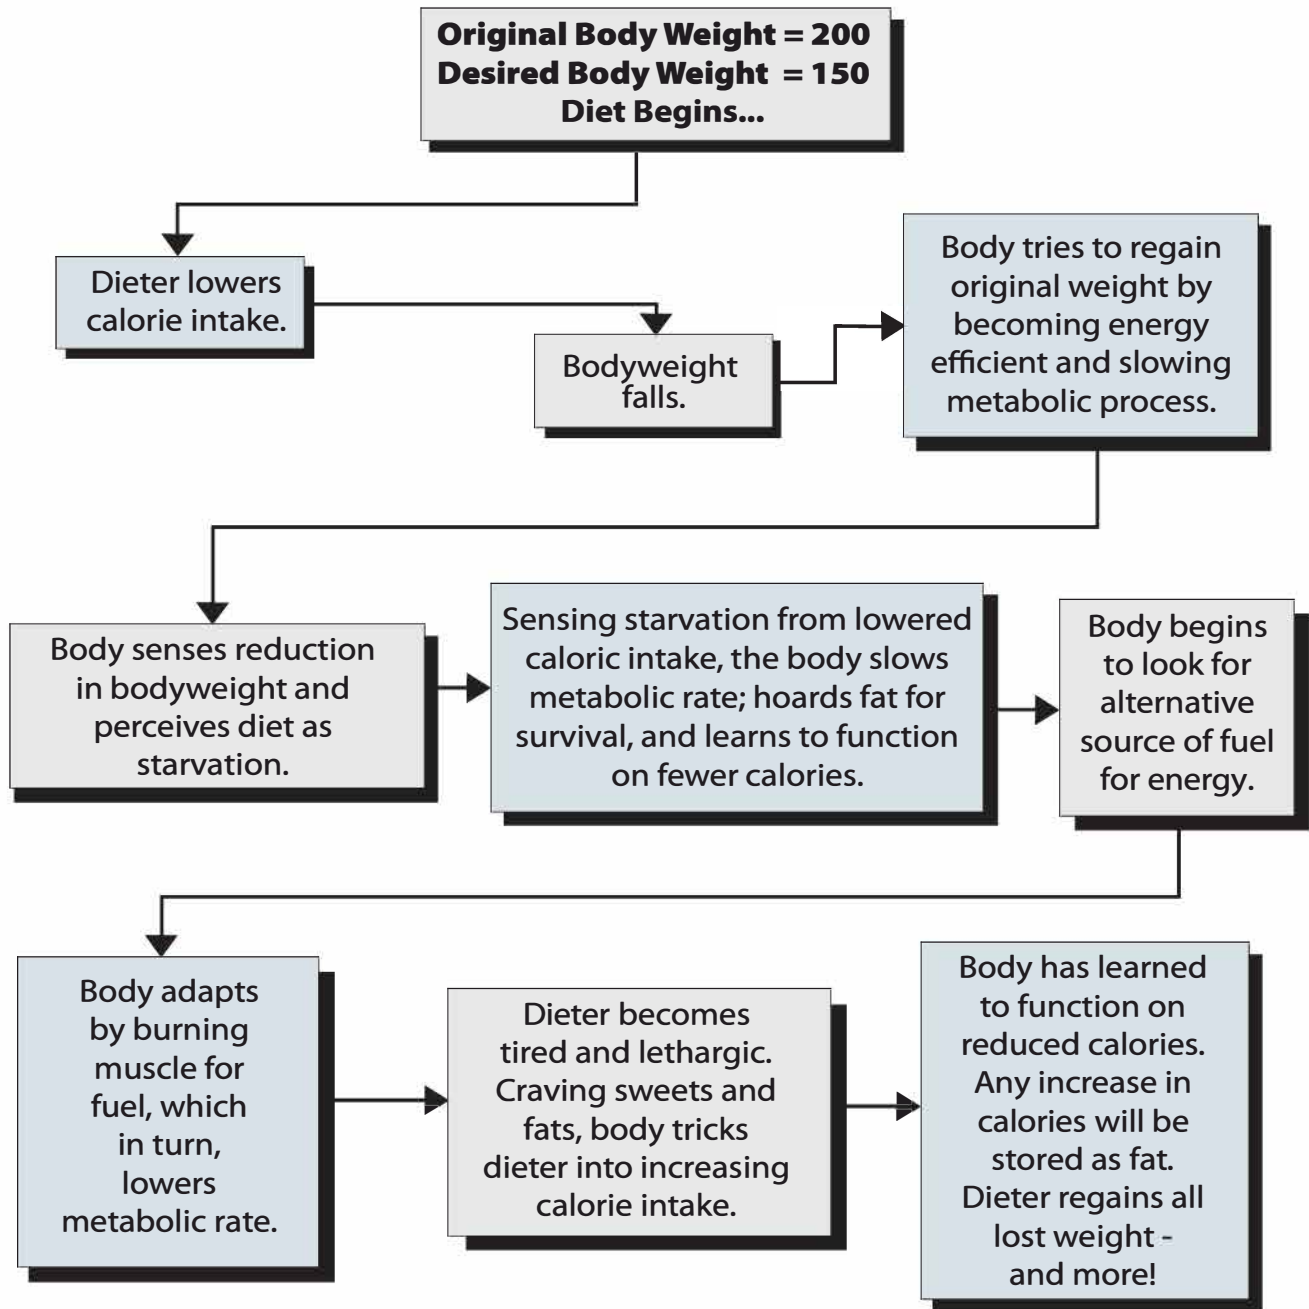 Original Body Weight = 200
Desired Body Weight = 150
Diet Begins...
Dieter lowers
calorie intake.
Bodyweight
falls.
Body tries to regain
original weight by
becoming energy
efficient and slowing
metabolic process.
Body senses reduction
in bodyweight and
perceives diet as
starvation.
Sensing starvation from lowered
caloric intake, the body slows
metabolic rate; hoards fat for
survival, and learns to function
on fewer calories.
Body begins
to look for
alternative
source of fuel
for energy.
Body adapts
by burning
muscle for
fuel, which
in turn,
lowers
metabolic rate.
Dieter becomes
tired and lethargic.
Craving sweets and
fats, body tricks
dieter into increasing
calorie intake.
Body has learned
to function on
reduced calories.
Any increase in
calories will be
stored as fat.
Dieter regains all
lost weight -
and more!